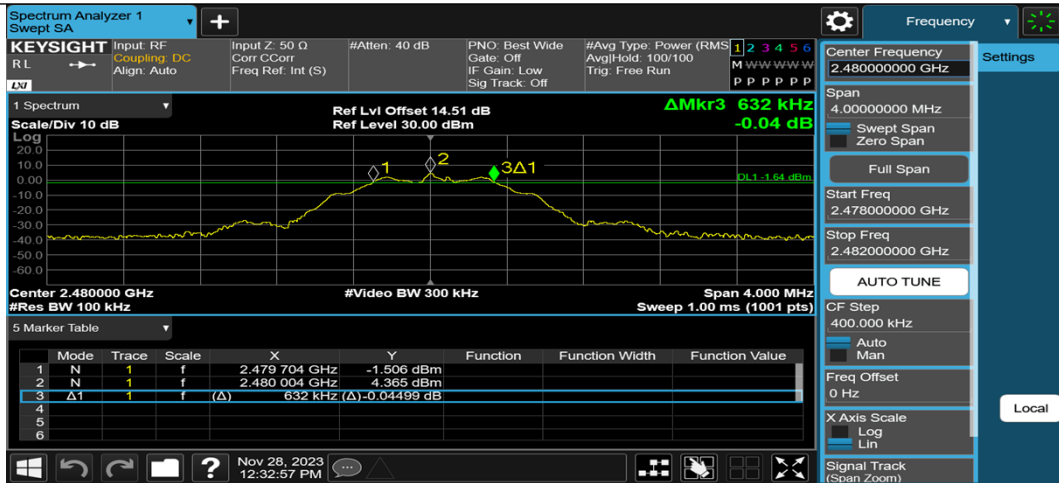 Spectrum Analyzer 1
Swept SA
Frequency
KEYSIGHT
RL
LXI
Input: RF
Coupling: DC
Align: Auto
Input Z: 50 Ω
Corr CCorr
Freq Ref: Int (S)
#Atten: 40 dB
PNO: Best Wide
Gate: Off
IF Gain: Low
Sig Track: Off
#Avg Type: Power (RMS
Avg|Hold: 100/100
Trig: Free Run
1 2 3 4 5 6
M W W W W W
P P P P P P
1 Spectrum
Scale/Div 10 dB
Log
Ref Lvl Offset 14.51 dB
Ref Level 30.00 dBm
ΔMkr3 632 kHz
-0.04 dB
20.0
10.0
0.00
-10.0
-20.0
-30.0
-40.0
-50.0
-60.0
1
2
3Δ1
DL1 -1.64 dBm
Center 2.480000 GHz
#Res BW 100 kHz
#Video BW 300 kHz
Span 4.000 MHz
Sweep 1.00 ms (1001 pts)
5 Marker Table
Mode Trace Scale X Y Function Function Width Function Value
1 N 1 f 2.479 704 GHz -1.506 dBm
2 N 1 f 2.480 004 GHz 4.365 dBm
3 Δ1 1 f (Δ) 632 kHz (Δ) -0.04499 dB
4
5
6
Nov 28, 2023
12:32:57 PM
Center Frequency
2.480000000 GHz
Span
4.00000000 MHz
Swept Span
Zero Span
Full Span
Start Freq
2.478000000 GHz
Stop Freq
2.482000000 GHz
AUTO TUNE
CF Step
400.000 kHz
Auto
Man
Freq Offset
0 Hz
X Axis Scale
Log
Lin
Signal Track
(Span Zoom)
Settings
Local